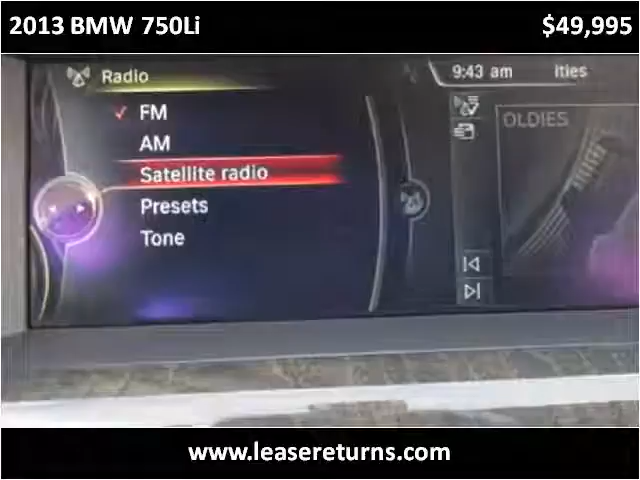 2013 BMW 750Li
$49,995
Radio
9:43 am
ities
FM
AM
OLDIES
Satellite radio
Presets
Tone
www.leasereturns.com